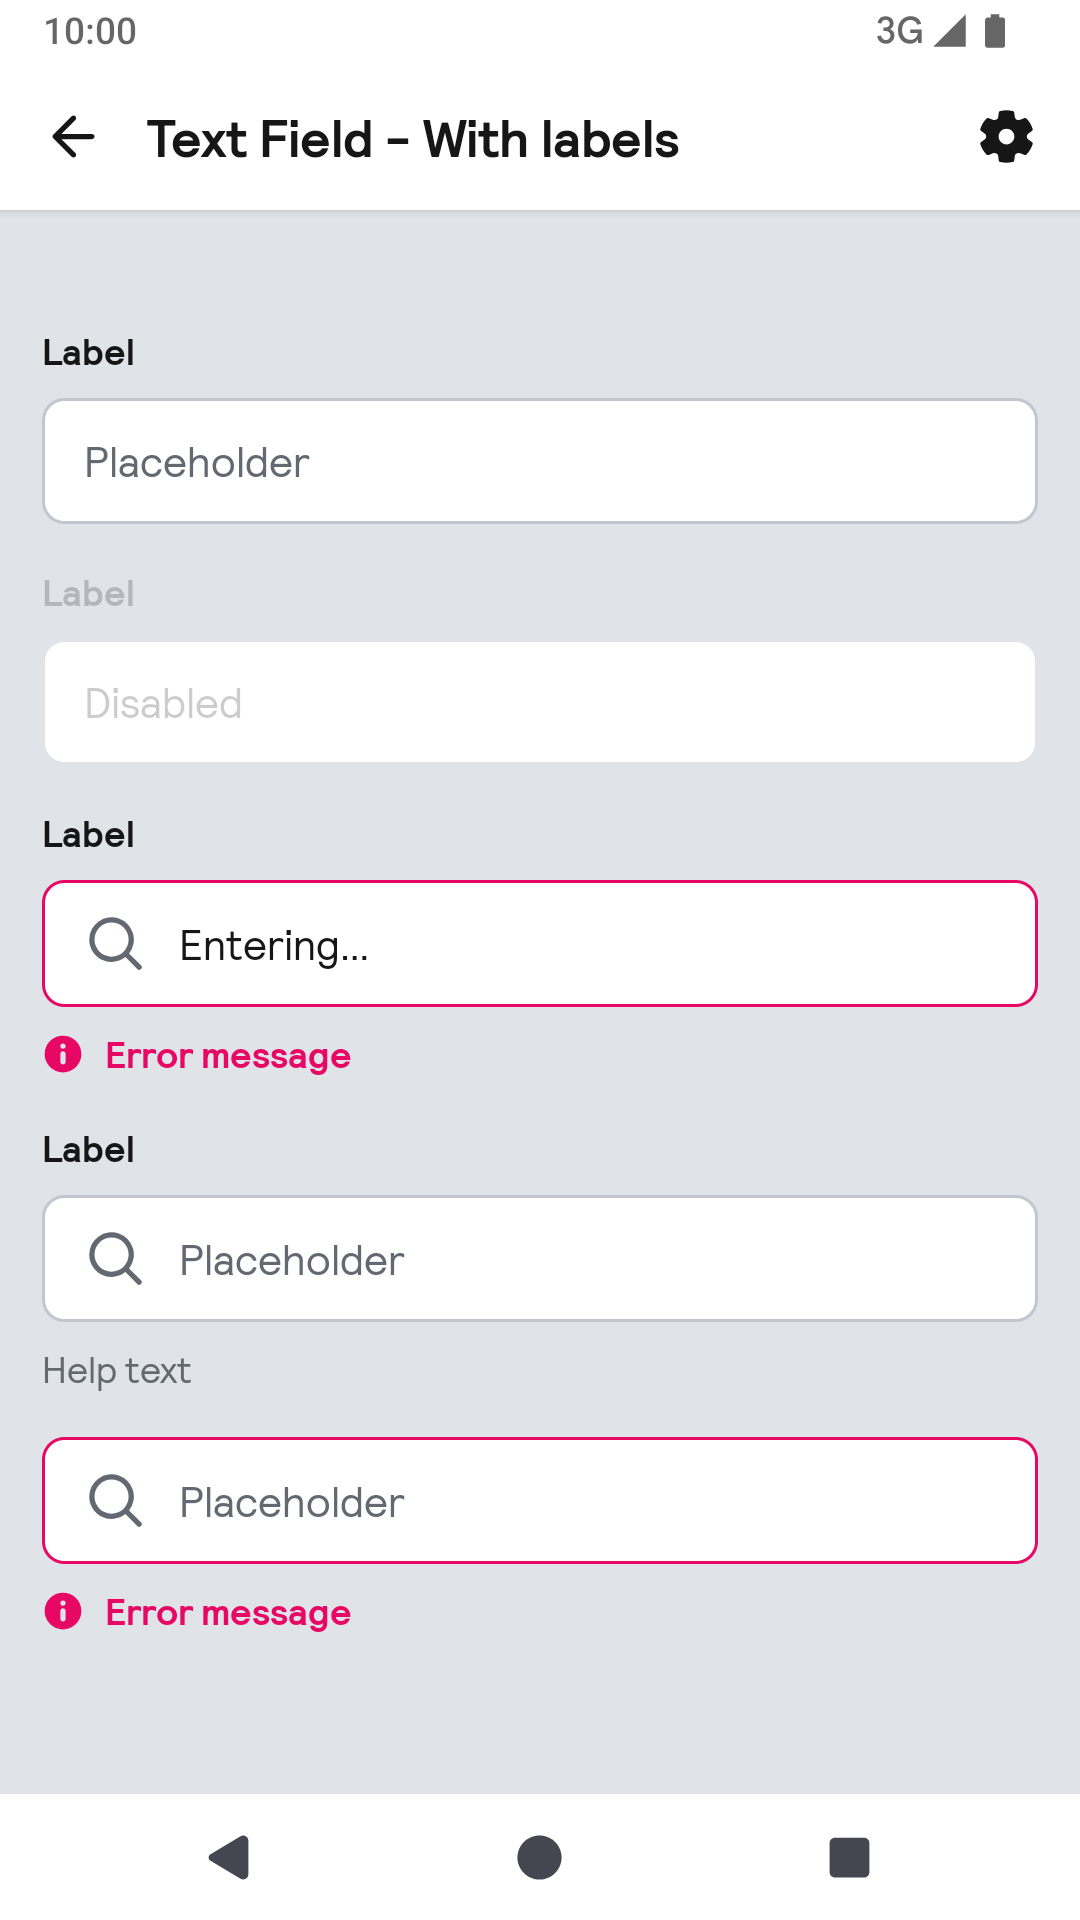 10:00 3G
Text Field - With labels
Label
Placeholder
Label
Disabled
Label
Entering...
Error message
Label
Placeholder
Help text
Placeholder
Error message